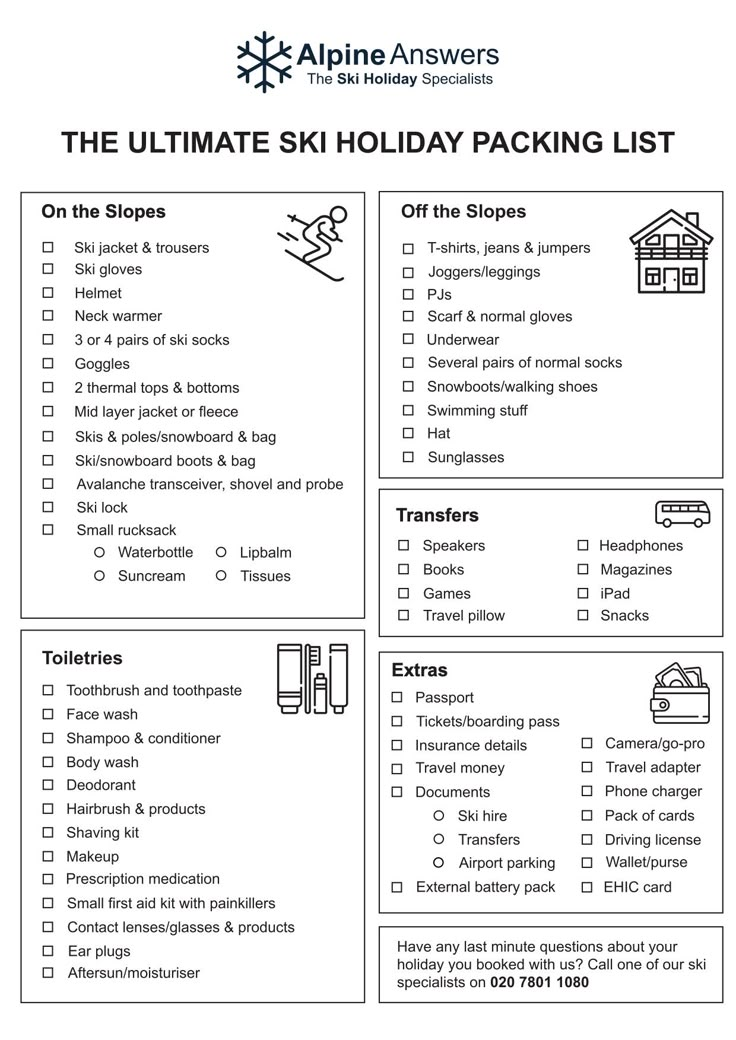 Alpine Answers
The Ski Holiday Specialists
THE ULTIMATE SKI HOLIDAY PACKING LIST
On the Slopes
Ski jacket & trousers
Ski gloves
Helmet
Neck warmer
3 or 4 pairs of ski socks
Goggles
2 thermal tops & bottoms
Mid layer jacket or fleece
Skis & poles/snowboard & bag
Ski/snowboard boots & bag
Avalanche transceiver, shovel and probe
Ski lock
Small rucksack
Waterbottle Lipbalm
Suncream Tissues
Off the Slopes
T-shirts, jeans & jumpers
Joggers/leggings
PJs
Scarf & normal gloves
Underwear
Several pairs of normal socks
Snowboots/walking shoes
Swimming stuff
Hat
Sunglasses
Transfers
Speakers Headphones
Books Magazines
Games iPad
Travel pillow Snacks
Toiletries
Toothbrush and toothpaste
Face wash
Shampoo & conditioner
Body wash
Deodorant
Hairbrush & products
Shaving kit
Makeup
Prescription medication
Small first aid kit with painkillers
Contact lenses/glasses & products
Ear plugs
Aftersun/moisturiser
Extras
Passport
Tickets/boarding pass
Insurance details Camera/go-pro
Travel money Travel adapter
Documents Phone charger
Ski hire Pack of cards
Transfers Driving license
Airport parking Wallet/purse
External battery pack EHIC card
Have any last minute questions about your
holiday you booked with us? Call one of our ski
specialists on 020 7801 1080